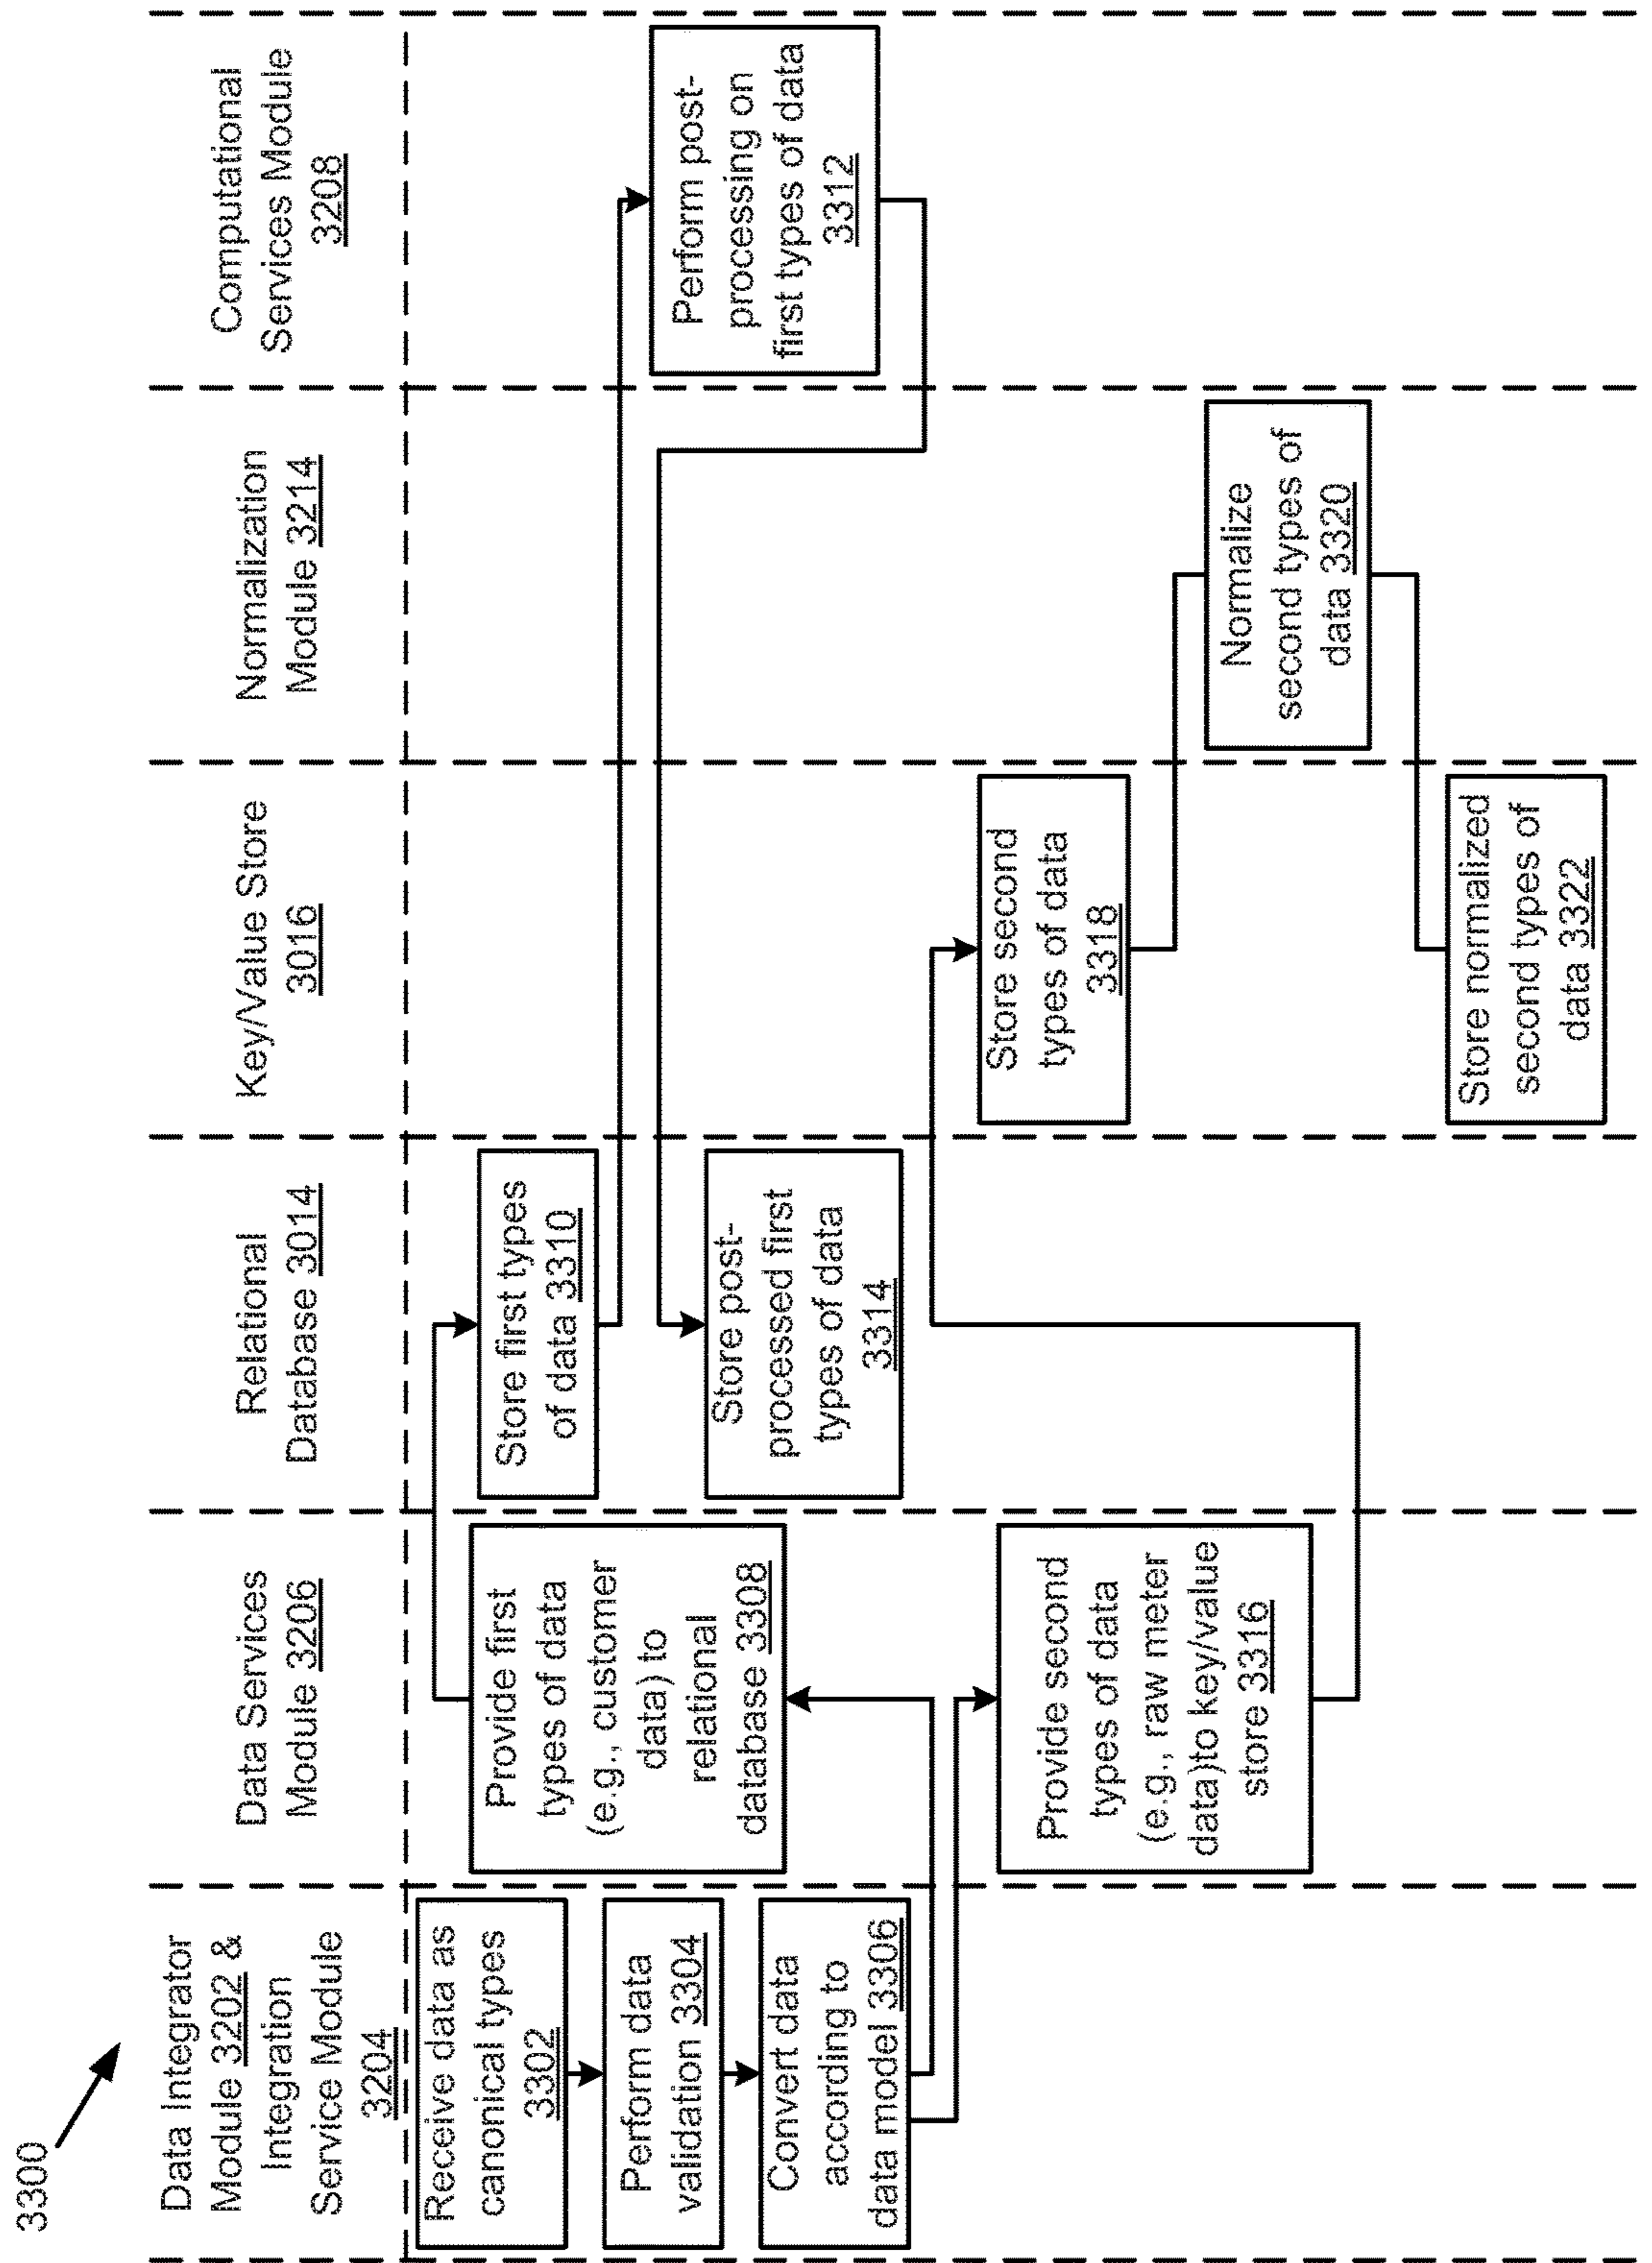 3300
Data Integrator
Module 3202 &
Integration
Service Module
3204
Data Services
Module 3206
Relational
Database 3014
Key/Value Store
3016
Normalization
Module 3214
Computational
Services Module
3208
Receive data as
canonical types
3302
Perform data
validation 3304
Convert data
according to
data model 3306
Provide first
types of data
(e.g., customer
data) to
relational
database 3308
Store first types
of data 3310
Perform post-
processing on
first types of data
3312
Store post-
processed first
types of data
3314
Provide second
types of data
(e.g., raw meter
data)to key/value
store 3316
Store second
types of data
3318
Normalize
second types of
data 3320
Store normalized
second types of
data 3322